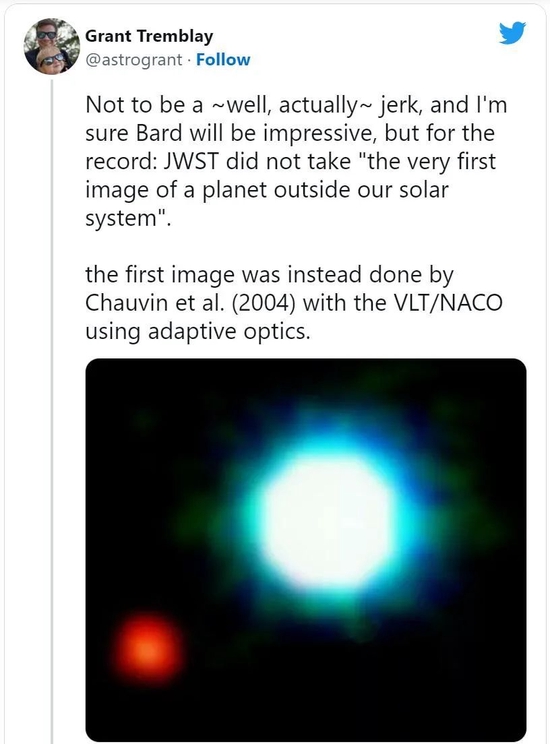 Grant Tremblay
@astrogrant · Follow
Not to be a ~well, actually~ jerk, and I'm
sure Bard will be impressive, but for the
record: JWST did not take "the very first
image of a planet outside our solar
system".
the first image was instead done by
Chauvin et al. (2004) with the VLT/NACO
using adaptive optics.